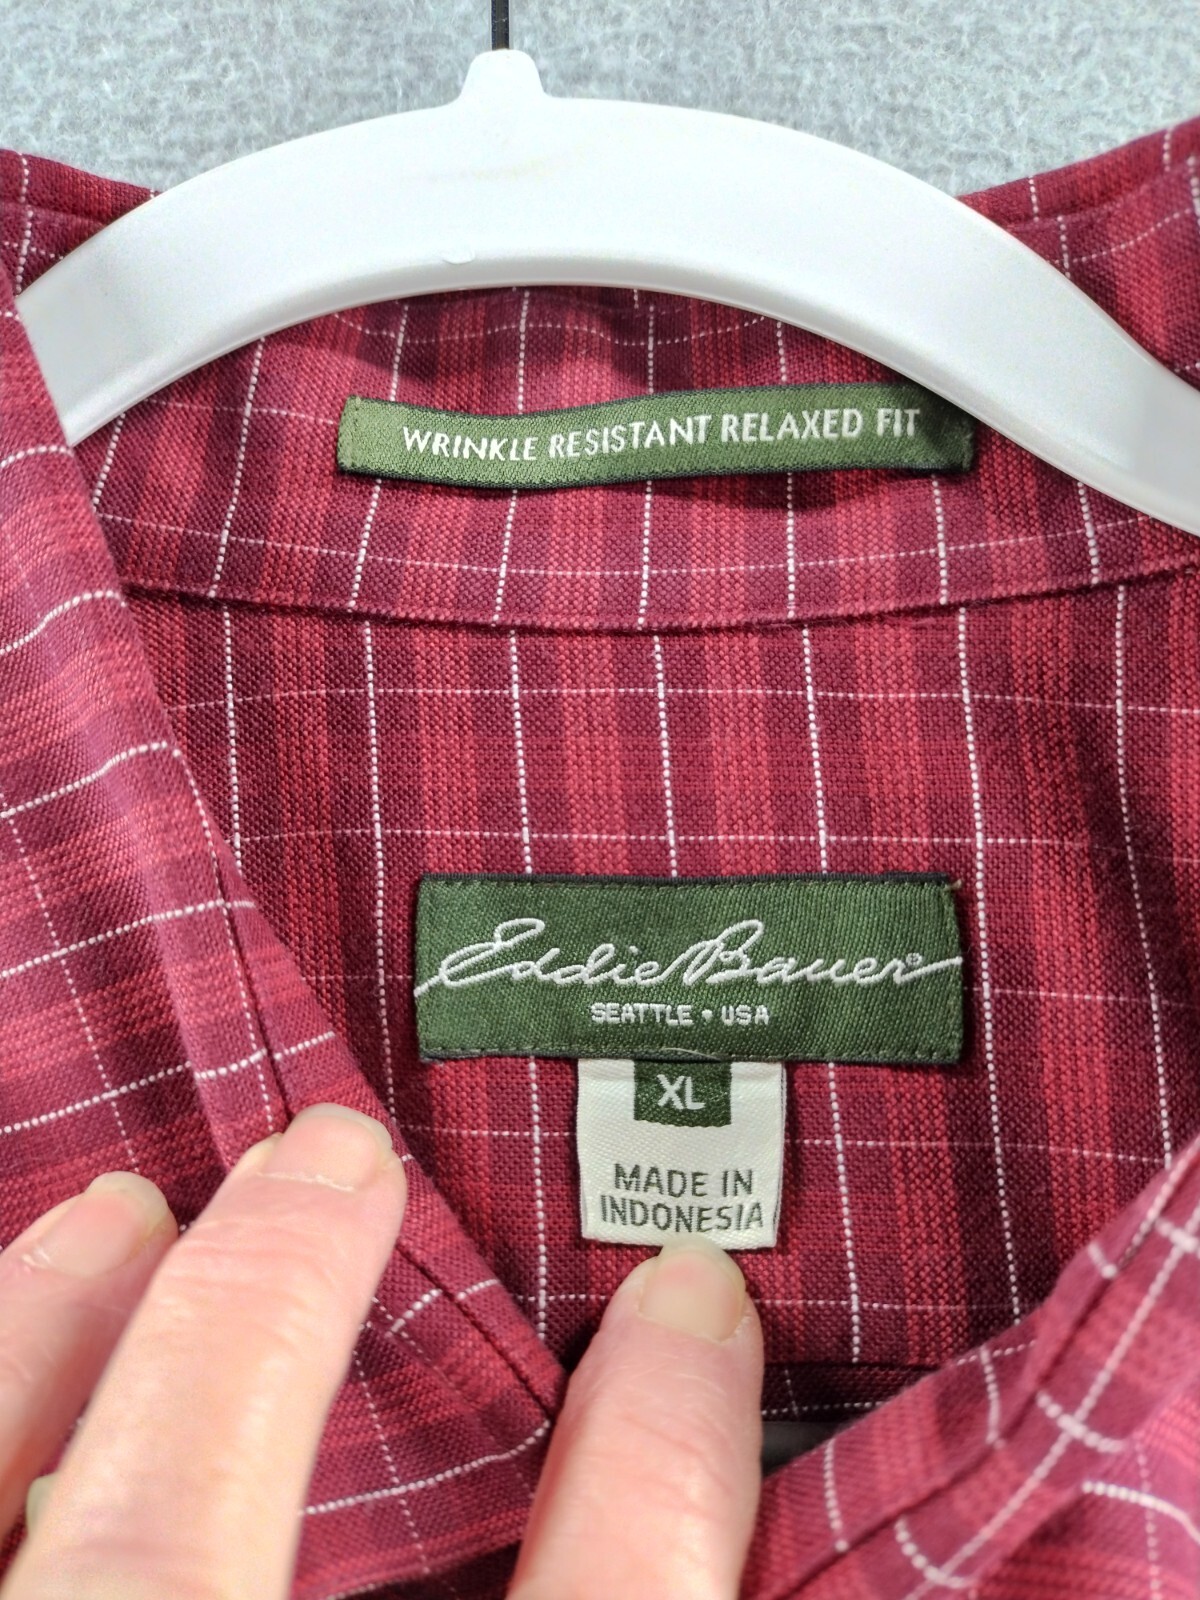 WRINKLE RESISTANT RELAXED FIT
Eddie Bauer®
SEATTLE • USA
XL
MADE IN
INDONESIA